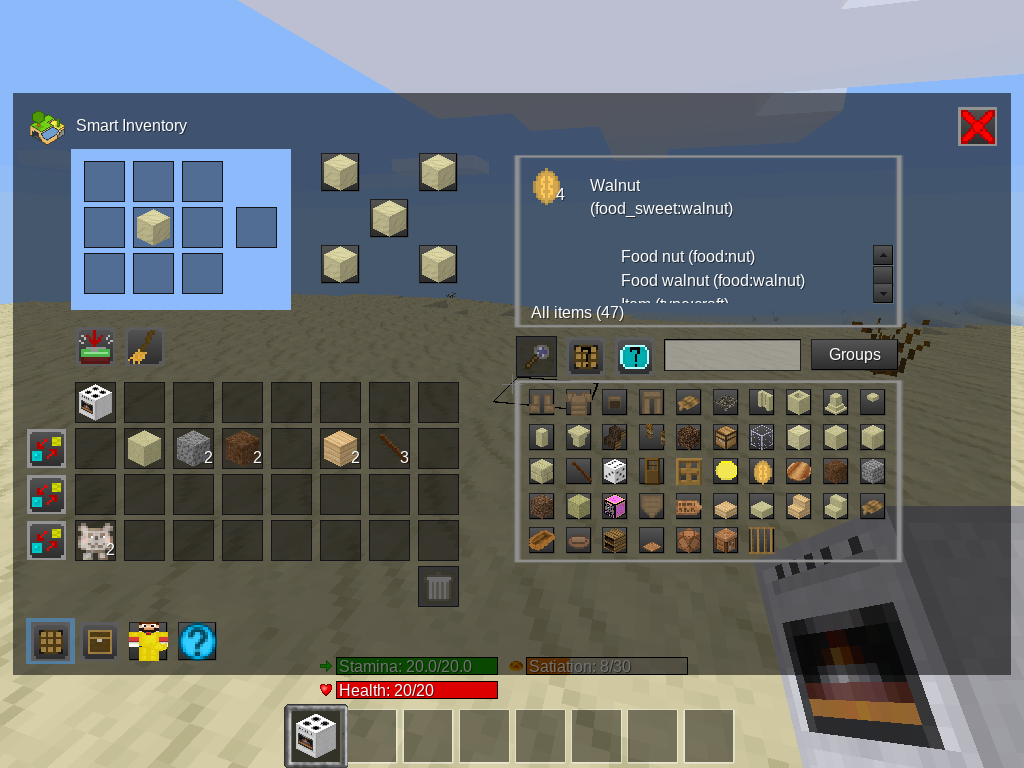 Smart Inventory
4
Walnut
(food_sweet:walnut)
Food nut (food:nut)
Food walnut (food:walnut)
All items (47)
?
Groups
2
2
2
3
2
?
Stamina: 20.0/20.0
Satiation: 8/30
Health: 20/20